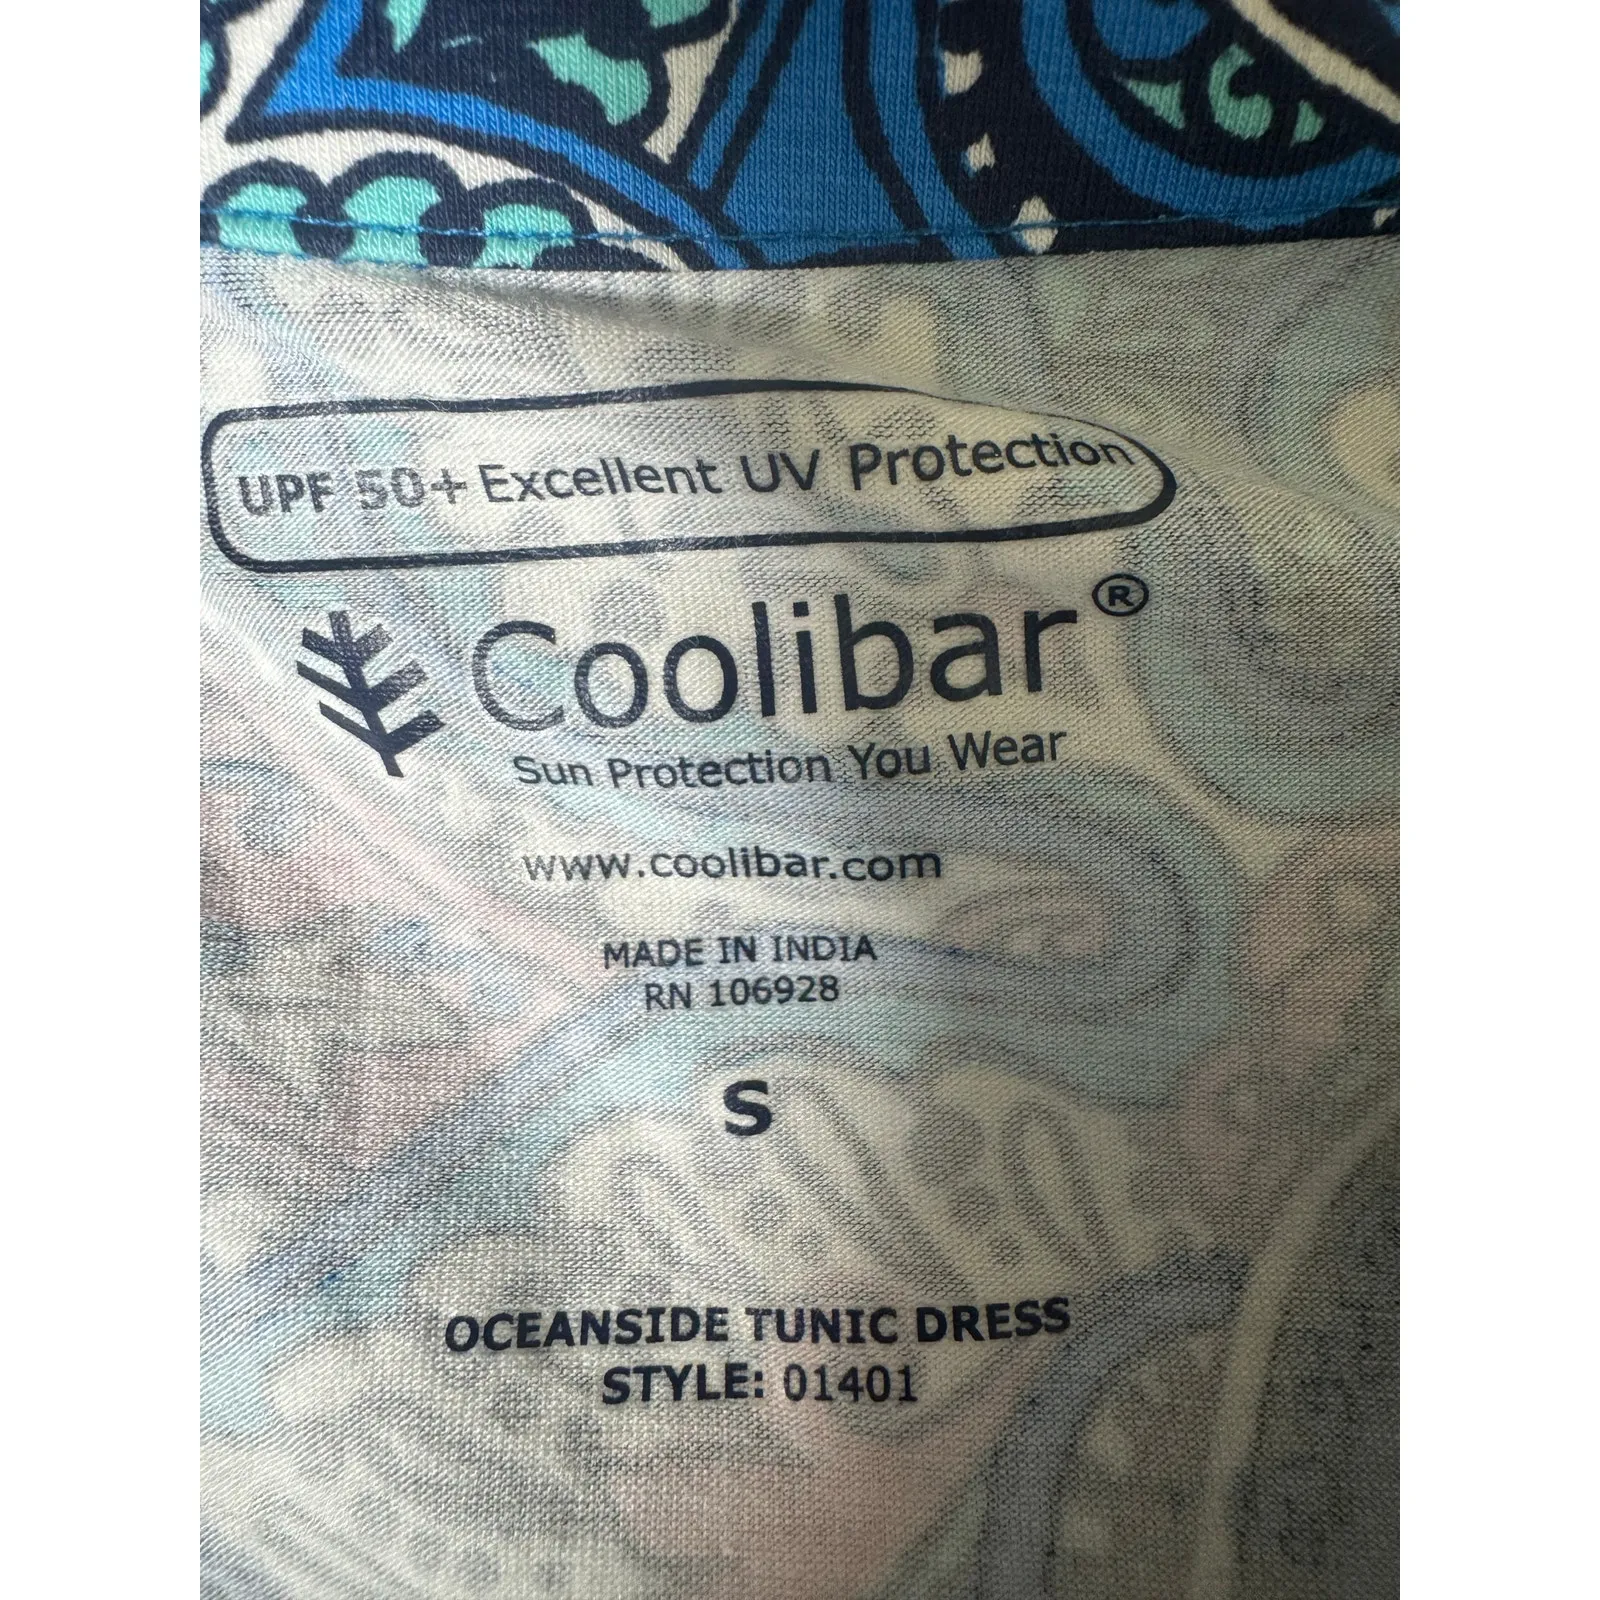 UPF 50+ Excellent UV Protection
Coolibar®
Sun Protection You Wear
www.coolibar.com
MADE IN INDIA
RN 106928
S
OCEANSIDE TUNIC DRESS
STYLE: 01401